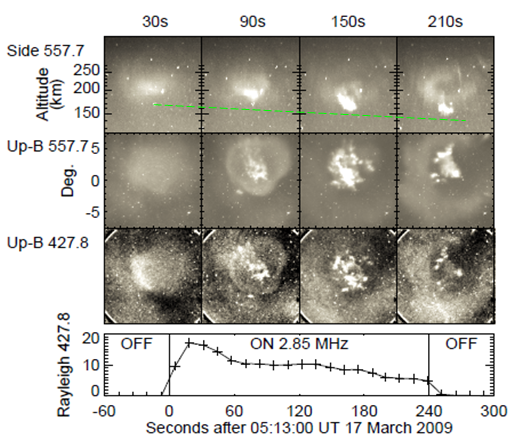 30s 90s 150s 210s
Side 557.7
Altitude (km)
250
200
150
Up-B 557.7
Deg.
5
0
-5
Up-B 427.8
Rayleigh 427.8
20
10
0
OFF ON 2.85 MHz OFF
-60 0 60 120 180 240 300
Seconds after 05:13:00 UT 17 March 2009